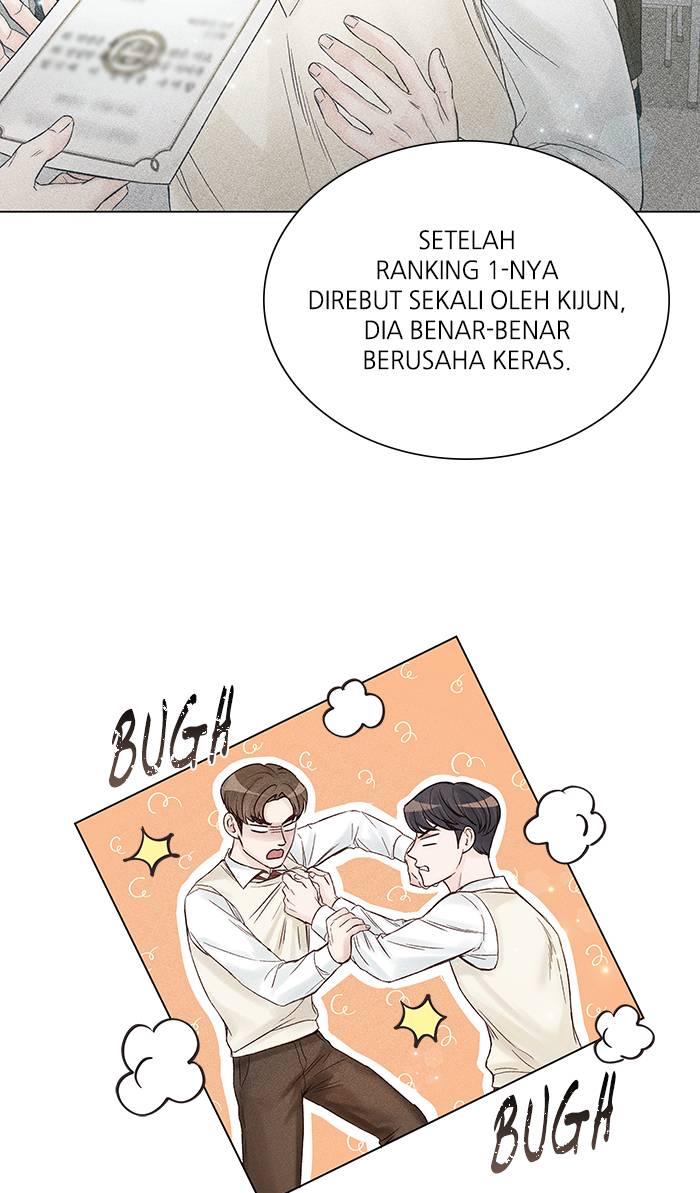 SETELAH
RANKING 1-NYA
DIREBUT SEKALI OLEH KIJUN,
DIA BENAR-BENAR
BERUSAHA KERAS.
BUGH
BUGH